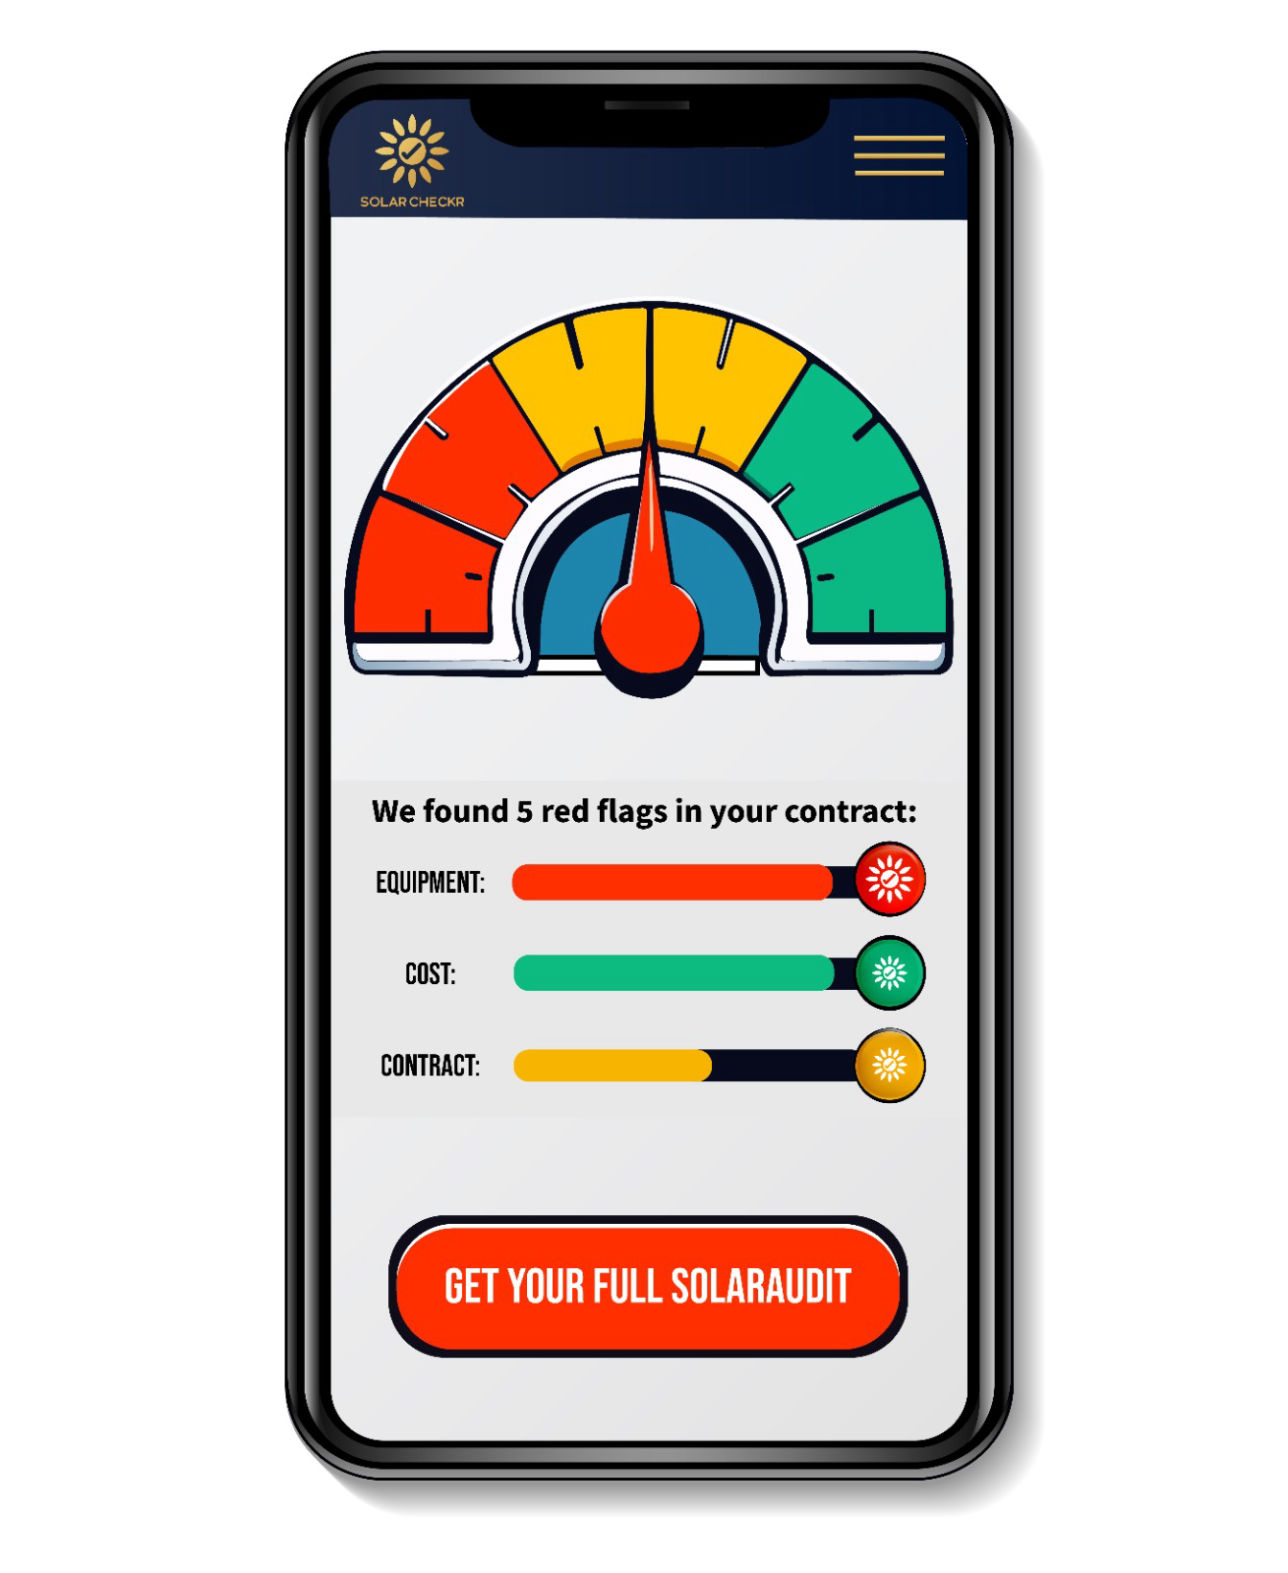 SOLAR CHECKR
We found 5 red flags in your contract:
EQUIPMENT:
COST:
CONTRACT:
GET YOUR FULL SOLARAUDIT